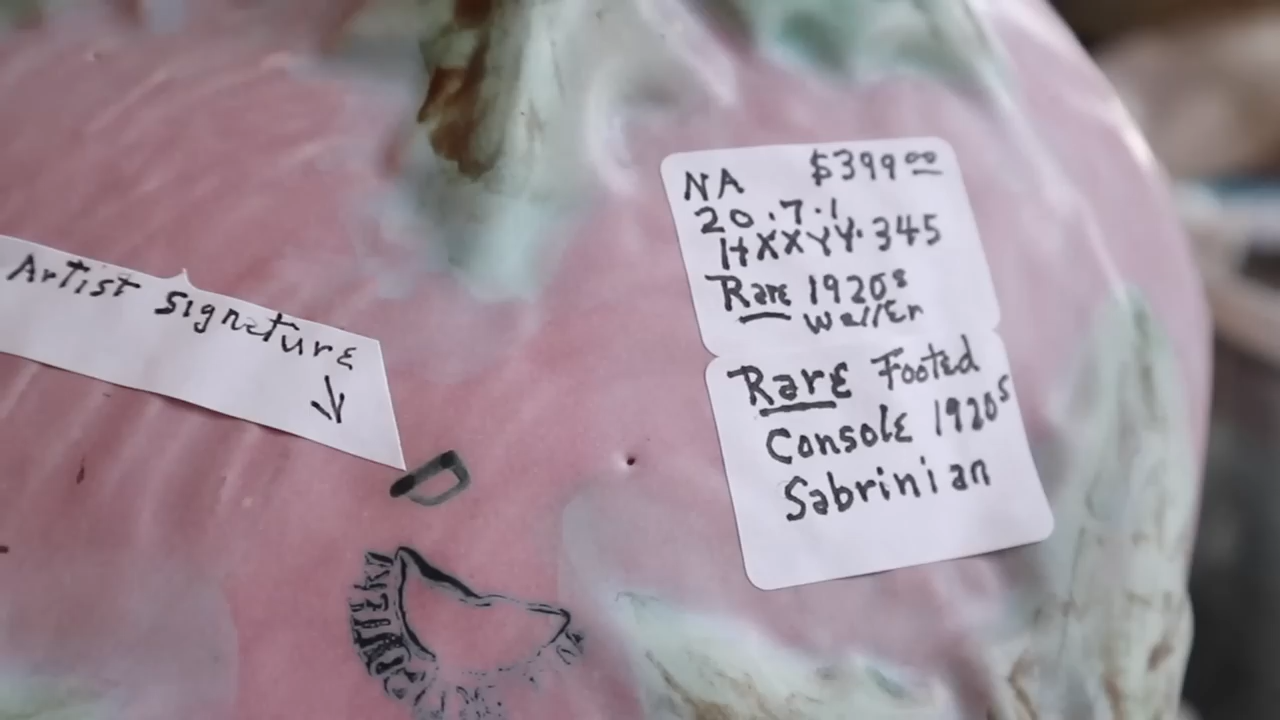 Artist Signature
NA $399.00
20.7.1
HXXYY.345
Rare 1920s
Weller
Rare Footed
Console 1920s
Sabrinian